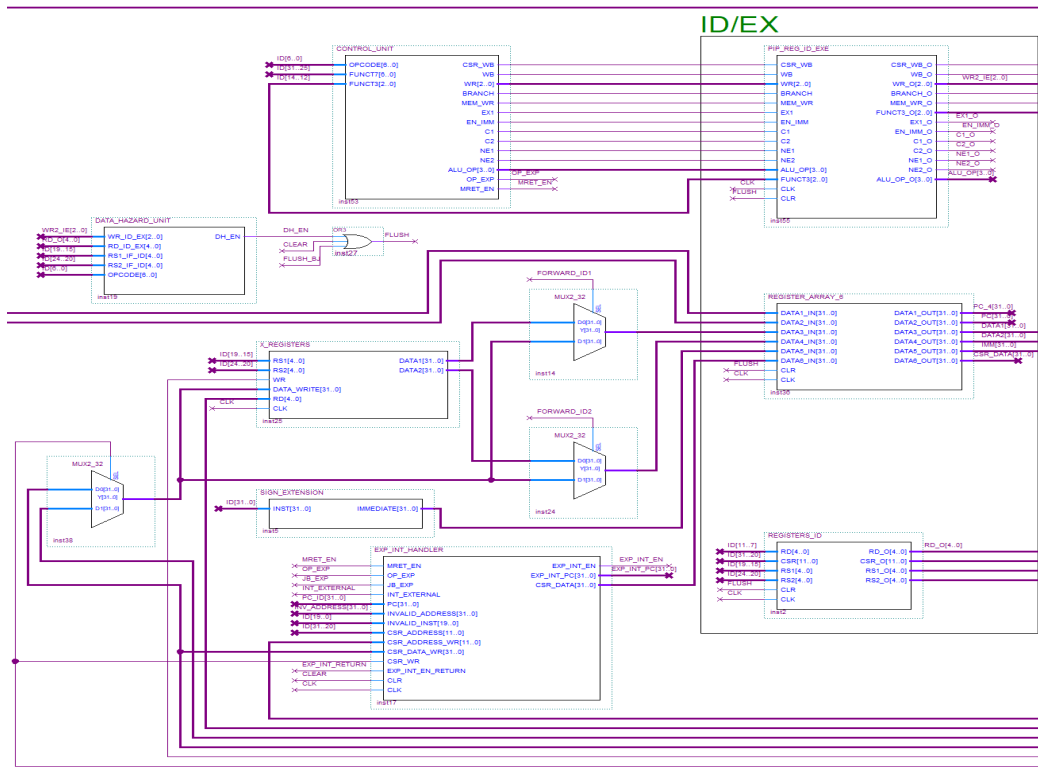 ID/EX
CONTROL_UNIT
ID[6..0]
ID[31..25]
ID[14..12]
OPCODE[6..0]
FUNCT7[6..0]
FUNCT3[2..0]
CSR_WB
WB
WR[2..0]
BRANCH
MEM_WR
EX1
EN_IMM
C1
C2
NE1
NE2
ALU_OP[3..0]
OP_EXP
MRET_EN
OP_EXP
MRET_EN
inst53
PIP_REG_ID_EXE
CSR_WB
WB
WR[2..0]
BRANCH
MEM_WR
EX1
EN_IMM
C1
C2
NE1
NE2
ALU_OP[3..0]
FUNCT3[2..0]
CLK
CLR
CLK
FLUSH
CSR_WB_O
WB_O
WR_O[2..0]
BRANCH_O
MEM_WR_O
FUNCT3_O[2..0]
EX1_O
EN_IMM_O
C1_O
C2_O
NE1_O
NE2_O
ALU_OP_O[3..0]
WR2_IE[2..0]
EX1_O
EN_IMM_O
C1_O
C2_O
NE1_O
NE2_O
ALU_OP[3..0]
inst55
DATA_HAZARD_UNIT
WR2_IE[2..0]
RD_O[4..0]
ID[19..15]
ID[24..20]
ID[6..0]
WR_ID_EX[2..0]
RD_ID_EX[4..0]
RS1_IF_ID[4..0]
RS2_IF_ID[4..0]
OPCODE[6..0]
DH_EN
inst19
DH_EN
CLEAR
FLUSH_BJ
OR3
FLUSH
inst27
FORWARD_ID1
MUX2_32
SEL
D0[31..0]
Y[31..0]
D1[31..0]
inst14
REGISTER_ARRAY_6
DATA1_IN[31..0]
DATA2_IN[31..0]
DATA3_IN[31..0]
DATA4_IN[31..0]
DATA5_IN[31..0]
DATA6_IN[31..0]
CLR
CLK
FLUSH
CLK
DATA1_OUT[31..0]
DATA2_OUT[31..0]
DATA3_OUT[31..0]
DATA4_OUT[31..0]
DATA5_OUT[31..0]
DATA6_OUT[31..0]
PC_4[31..0]
PC[31..0]
DATA1[31..0]
DATA2[31..0]
IMM[31..0]
CSR_DATA[31..0]
inst36
X_REGISTERS
ID[19..15]
ID[24..20]
CLK
RS1[4..0]
RS2[4..0]
WR
DATA_WRITE[31..0]
RD[4..0]
CLK
DATA1[31..0]
DATA2[31..0]
inst25
FORWARD_ID2
MUX2_32
SEL
D0[31..0]
Y[31..0]
D1[31..0]
inst24
MUX2_32
SEL
D0[31..0]
Y[31..0]
D1[31..0]
inst38
SIGN_EXTENSION
ID[31..0]
INST[31..0]
IMMEDIATE[31..0]
inst5
EXP_INT_HANDLER
MRET_EN
OP_EXP
JB_EXP
INT_EXTERNAL
PC_ID[31..0]
INV_ADDRESS[31..0]
ID[19..0]
ID[31..20]
EXP_INT_RETURN
CLEAR
CLK
MRET_EN
OP_EXP
JB_EXP
INT_EXTERNAL
PC[31..0]
INVALID_ADDRESS[31..0]
INVALID_INST[19..0]
CSR_ADDRESS[11..0]
CSR_ADDRESS_WR[11..0]
CSR_DATA_WR[31..0]
CSR_WR
EXP_INT_EN_RETURN
CLR
CLK
EXP_INT_EN
EXP_INT_PC[31..0]
CSR_DATA[31..0]
EXP_INT_EN
EXP_INT_PC[31..0]
inst17
REGISTERS_ID
ID[11..7]
ID[31..20]
ID[19..15]
ID[24..20]
FLUSH
CLK
RD[4..0]
CSR[11..0]
RS1[4..0]
RS2[4..0]
CLR
CLK
RD_O[4..0]
CSR_O[11..0]
RS1_O[4..0]
RS2_O[4..0]
RD_O[4..0]
inst2